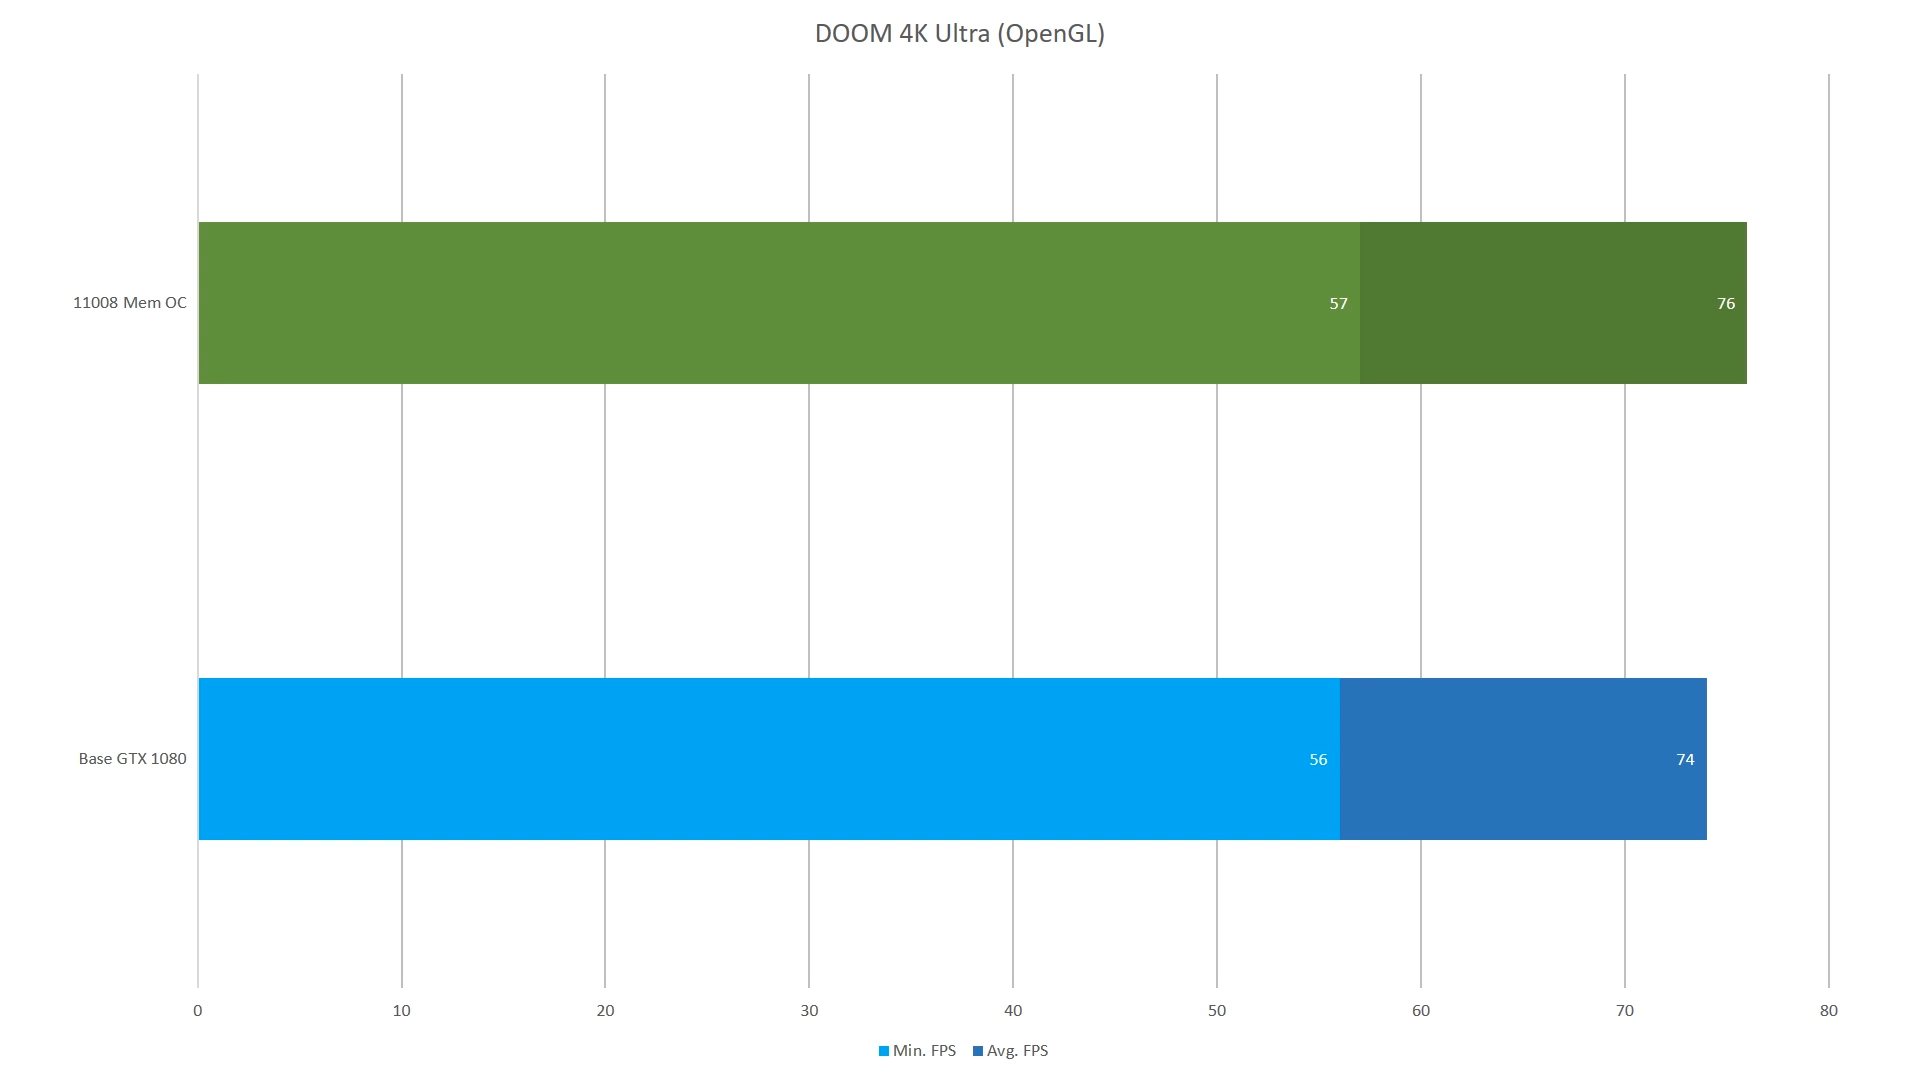 DOOM 4K Ultra (OpenGL)
11008 Mem OC
57
76
Base GTX 1080
56
74
0 10 20 30 40 50 60 70 80
Min. FPS Avg. FPS